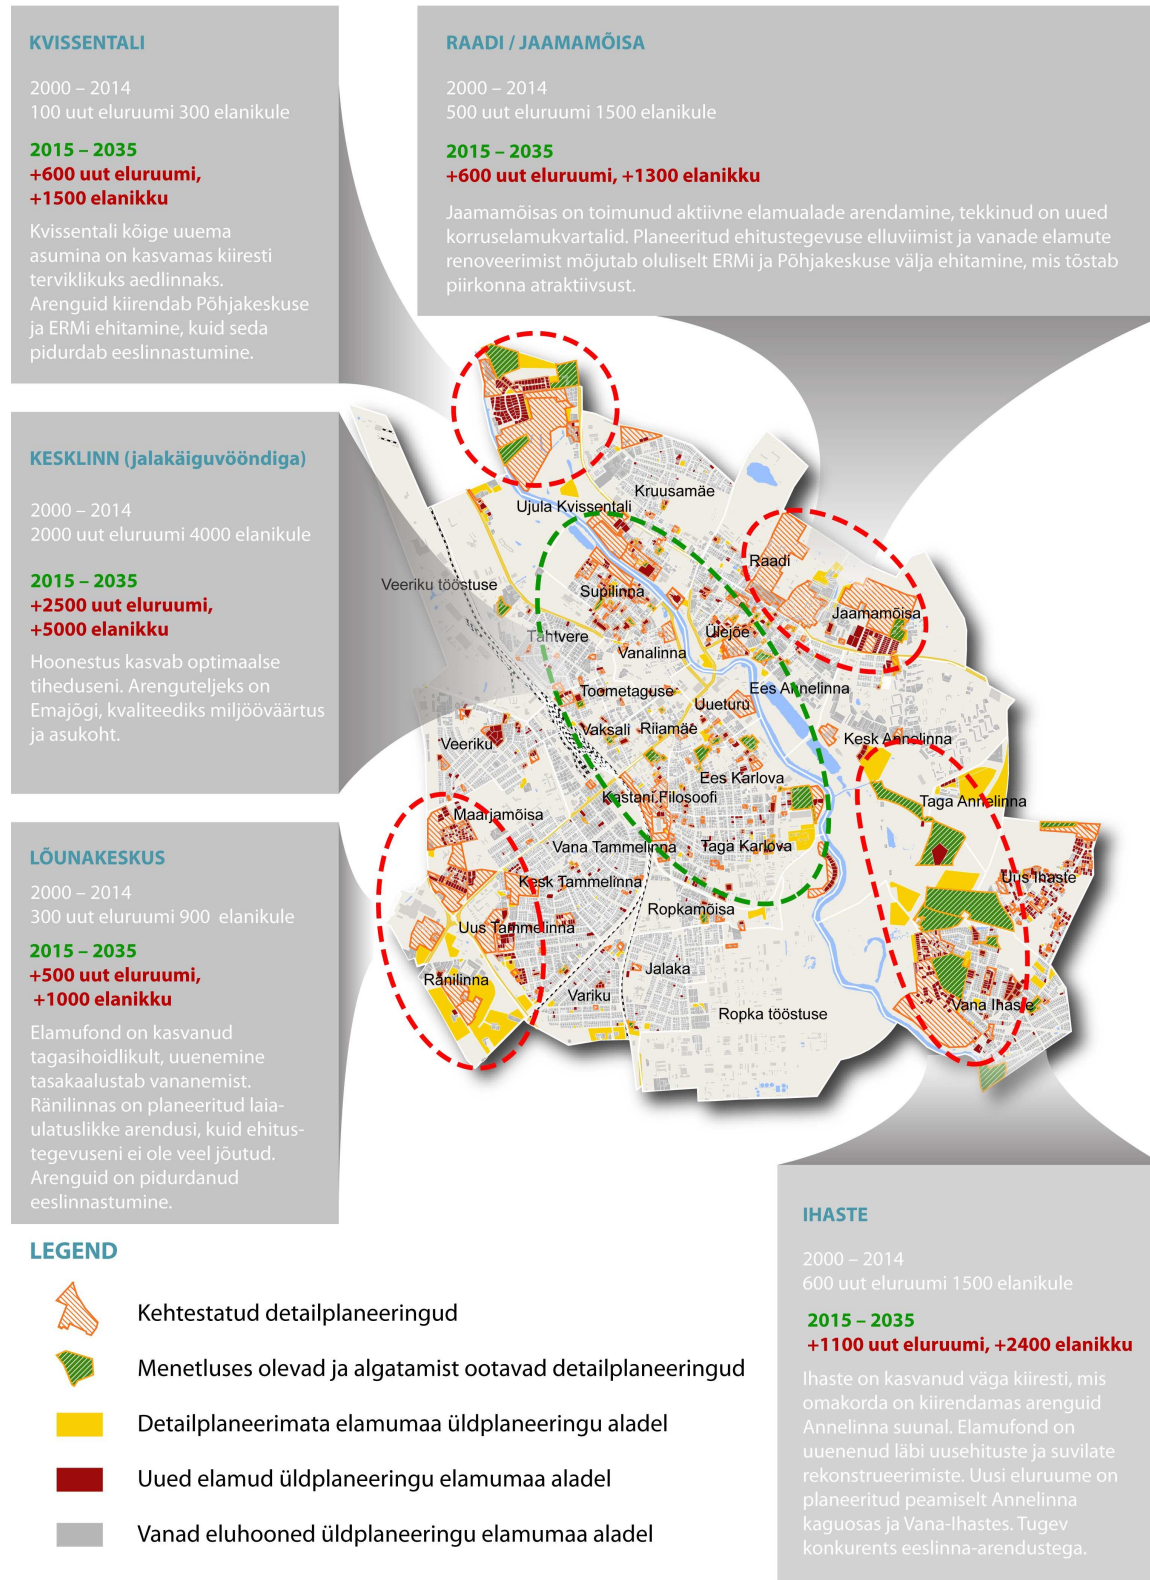 KVISSENTALI
2000 – 2014
100 uut eluruumi 300 elanikule
2015 – 2035
+600 uut eluruumi,
+1500 elanikku
Kvissentali kõige uuema
asumina on kasvamas kiiresti
terviklikuks aedlinnaks.
Arenguid kiirendab Põhjakeskuse
ja ERMi ehitamine, kuid seda
pidurdab eeslinnastumine.
RAADI / JAAMAMÕISA
2000 – 2014
500 uut eluruumi 1500 elanikule
2015 – 2035
+600 uut eluruumi, +1300 elanikku
Jaamamõisas on toimunud aktiivne elamualade arendamine, tekkinud on uued
korruselamukvartalid. Planeeritud ehitustegevuse elluviimist ja vanade elamute
renoveerimist mõjutab oluliselt ERMi ja Põhjakeskuse välja ehitamine, mis tõstab
piirkonna atraktiivsust.
KESKLINN (jalakäiguvööndiga)
2000 – 2014
2000 uut eluruumi 4000 elanikule
2015 – 2035
+2500 uut eluruumi,
+5000 elanikku
Hoonestus kasvab optimaalse
tiheduseni. Arenguteljeks on
Emajõgi, kvaliteediks miljööväärtus
ja asukoht.
LÕUNAKESKUS
2000 – 2014
300 uut eluruumi 900 elanikule
2015 – 2035
+500 uut eluruumi,
+1000 elanikku
Elamufond on kasvanud
tagasihoidlikult, uuenemine
tasakaalustab vananemist.
Ränilinnas on planeeritud laia-
ulatuslikke arendusi, kuid ehitus-
tegevuseni ei ole veel jõutud.
Arenguid on pidurdanud
eeslinnastumine.
Kruusamäe
Ujula Kvissentali
Raadi
Veeriku tööstuse
Supilinna
Jaamamõisa
Tähtvere
Ülejõe
Vanalinna
Toometaguse
Ees Annelinna
Uueturu
Vaksali
Riiamäe
Veeriku
Kesk Annelinna
Ees Karlova
Kastani Filosoofi
Taga Annelinna
Maarjamõisa
Vana Tammelinna
Taga Karlova
Kesk Tammelinna
Uus Ihaste
Ropkamõisa
Uus Tammelinna
Jalaka
Ränilinna
Variku
Vana Ihaste
Ropka tööstuse
IHASTE
2000 – 2014
600 uut eluruumi 1500 elanikule
2015 – 2035
+1100 uut eluruumi, +2400 elanikku
Ihaste on kasvanud väga kiiresti, mis
omakorda on kiirendamas arenguid
Annelinna suunal. Elamufond on
uuenenud läbi uusehituste ja suvilate
rekonstrueerimiste. Uusi eluruume on
planeeritud peamiselt Annelinna
kaguosas ja Vana-Ihastes. Tugev
konkurents eeslinna-arendustega.
LEGEND
Kehtestatud detailplaneeringud
Menetluses olevad ja algatamist ootavad detailplaneeringud
Detailplaneerimata elamumaa üldplaneeringu aladel
Uued elamud üldplaneeringu elamumaa aladel
Vanad eluhooned üldplaneeringu elamumaa aladel